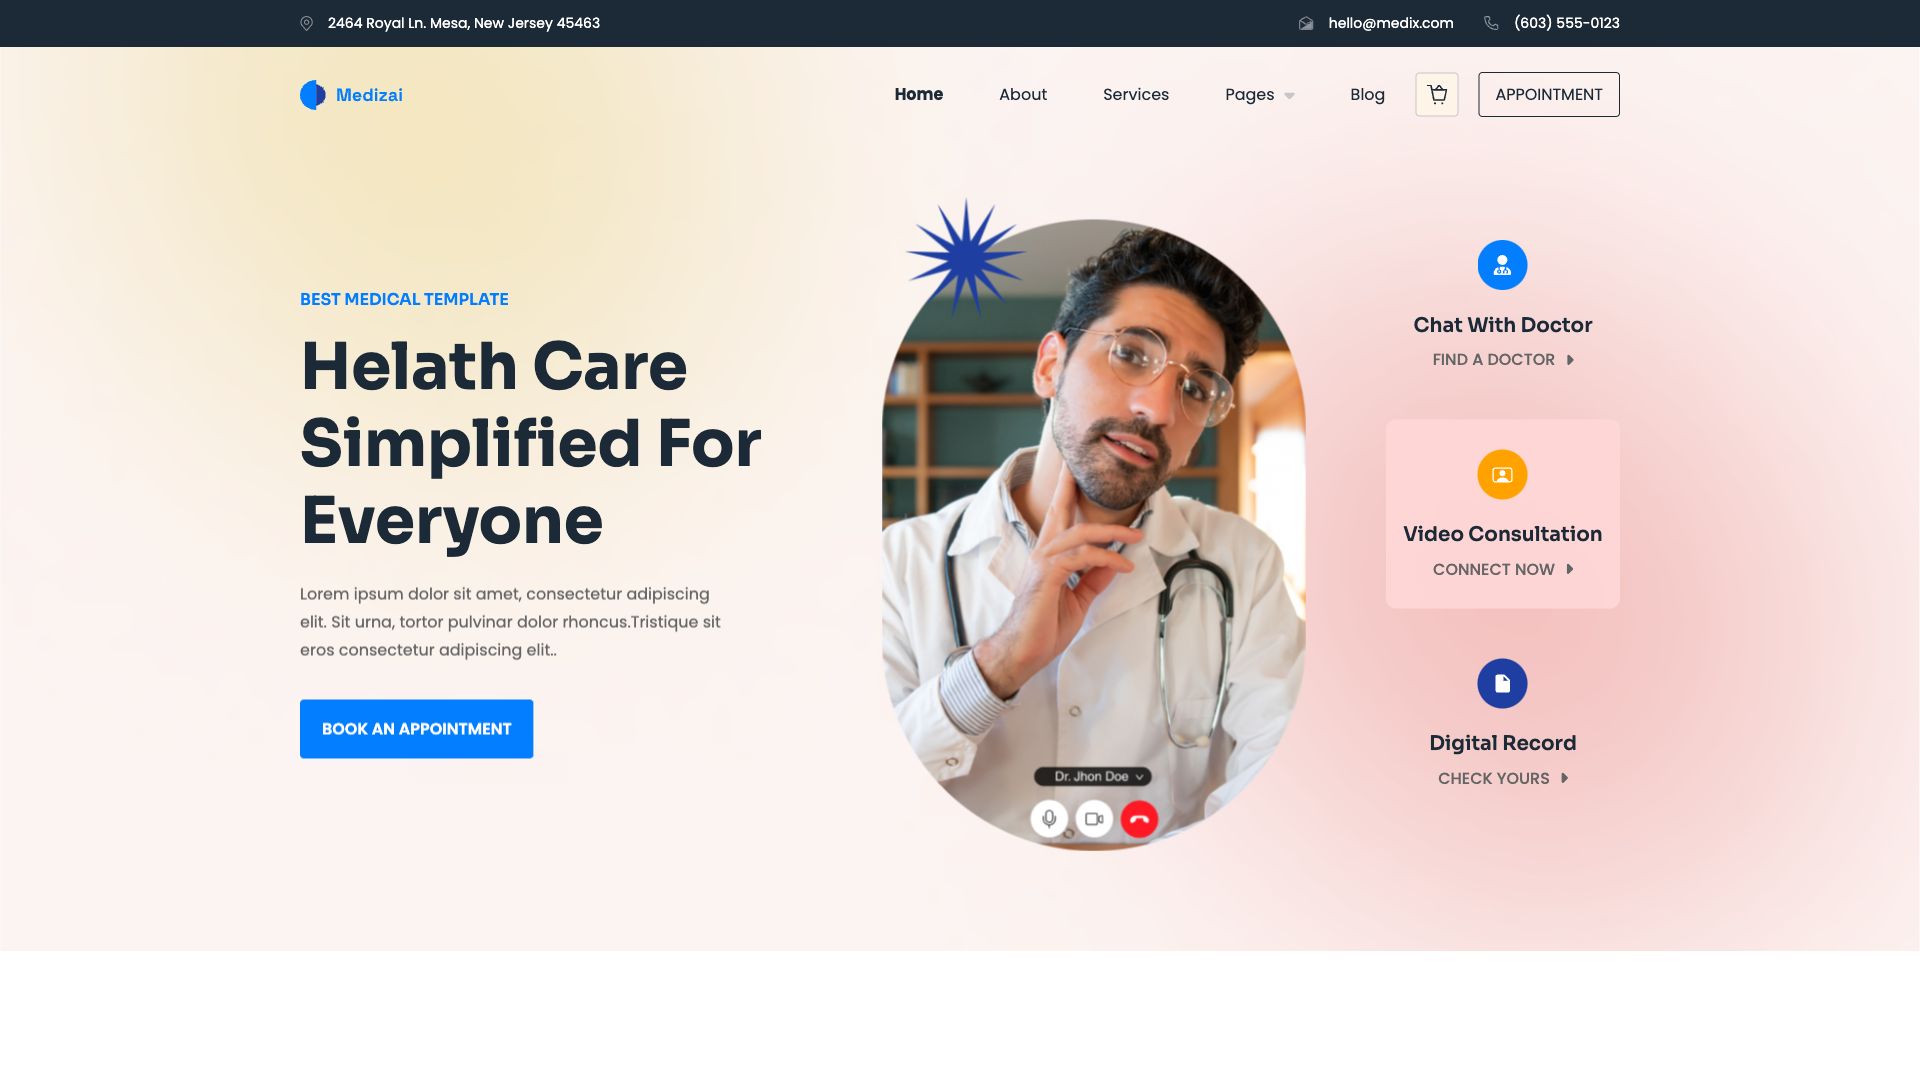 2464 Royal Ln. Mesa, New Jersey 45463
hello@medix.com
(603) 555-0123
Medizai
Home
About
Services
Pages
Blog
APPOINTMENT
BEST MEDICAL TEMPLATE
Helath Care
Simplified For
Everyone
Lorem ipsum dolor sit amet, consectetur adipiscing
elit. Sit urna, tortor pulvinar dolor rhoncus.Tristique sit
eros consectetur adipiscing elit..
BOOK AN APPOINTMENT
Dr. Jhon Doe
Chat With Doctor
FIND A DOCTOR
Video Consultation
CONNECT NOW
Digital Record
CHECK YOURS